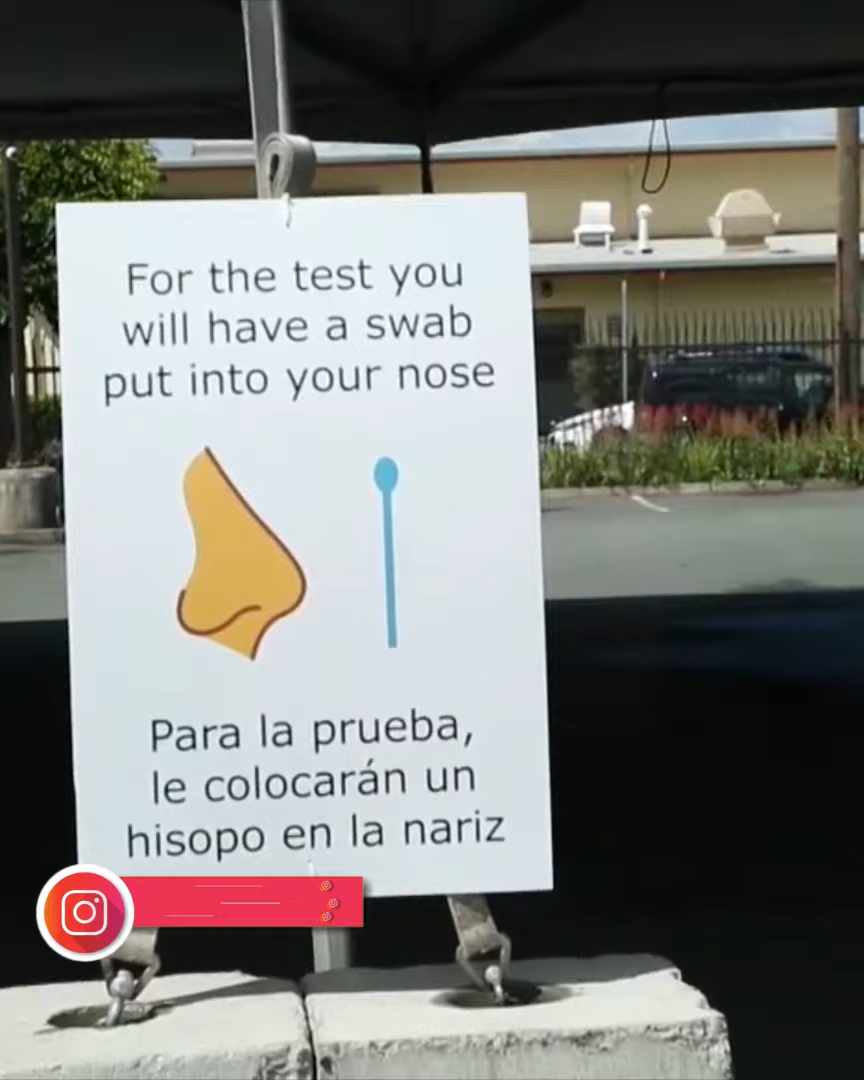 For the test you
will have a swab
put into your nose
Para la prueba,
le colocarán un
hisopo en la nariz